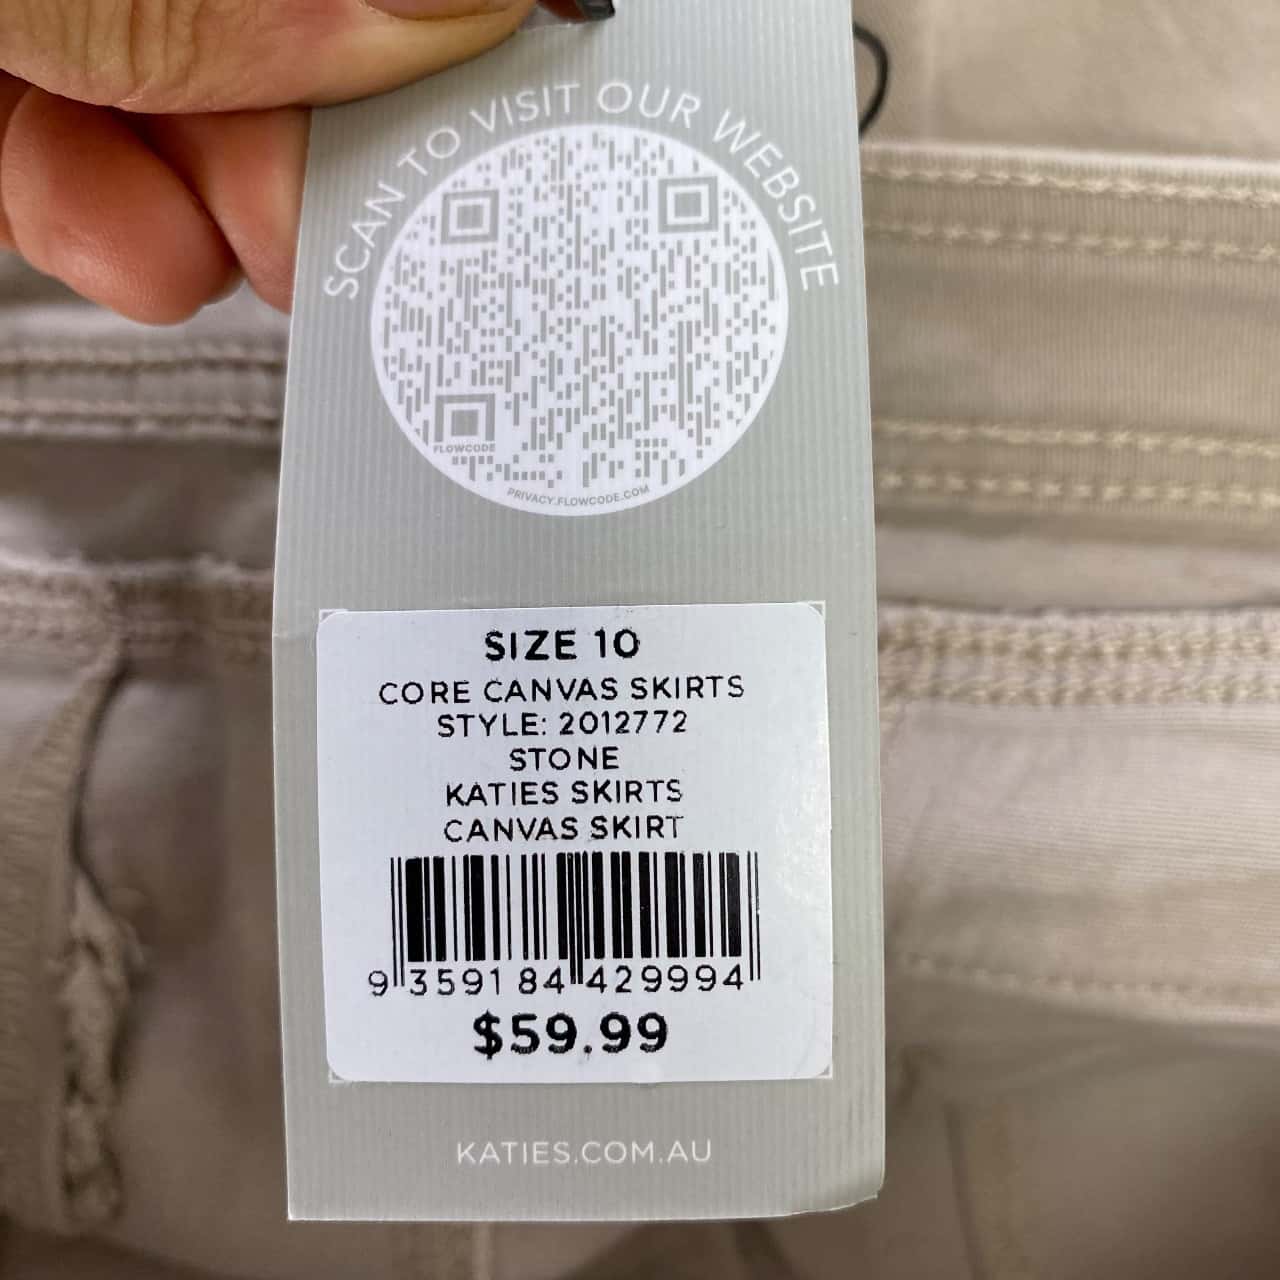 SCAN TO VISIT OUR WEBSITE
FLOWCODE
PRIVACY.FLOWCODE.COM
SIZE 10
CORE CANVAS SKIRTS
STYLE: 2012772
STONE
KATIES SKIRTS
CANVAS SKIRT
9 359184 429994
$59.99
KATIES.COM.AU